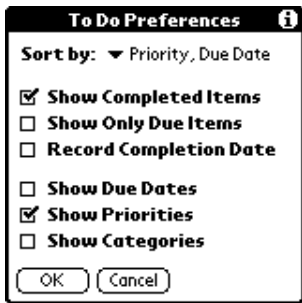 To Do Preferences
Sort by: Priority, Due Date
Show Completed Items
Show Only Due Items
Record Completion Date
Show Due Dates
Show Priorities
Show Categories
OK Cancel